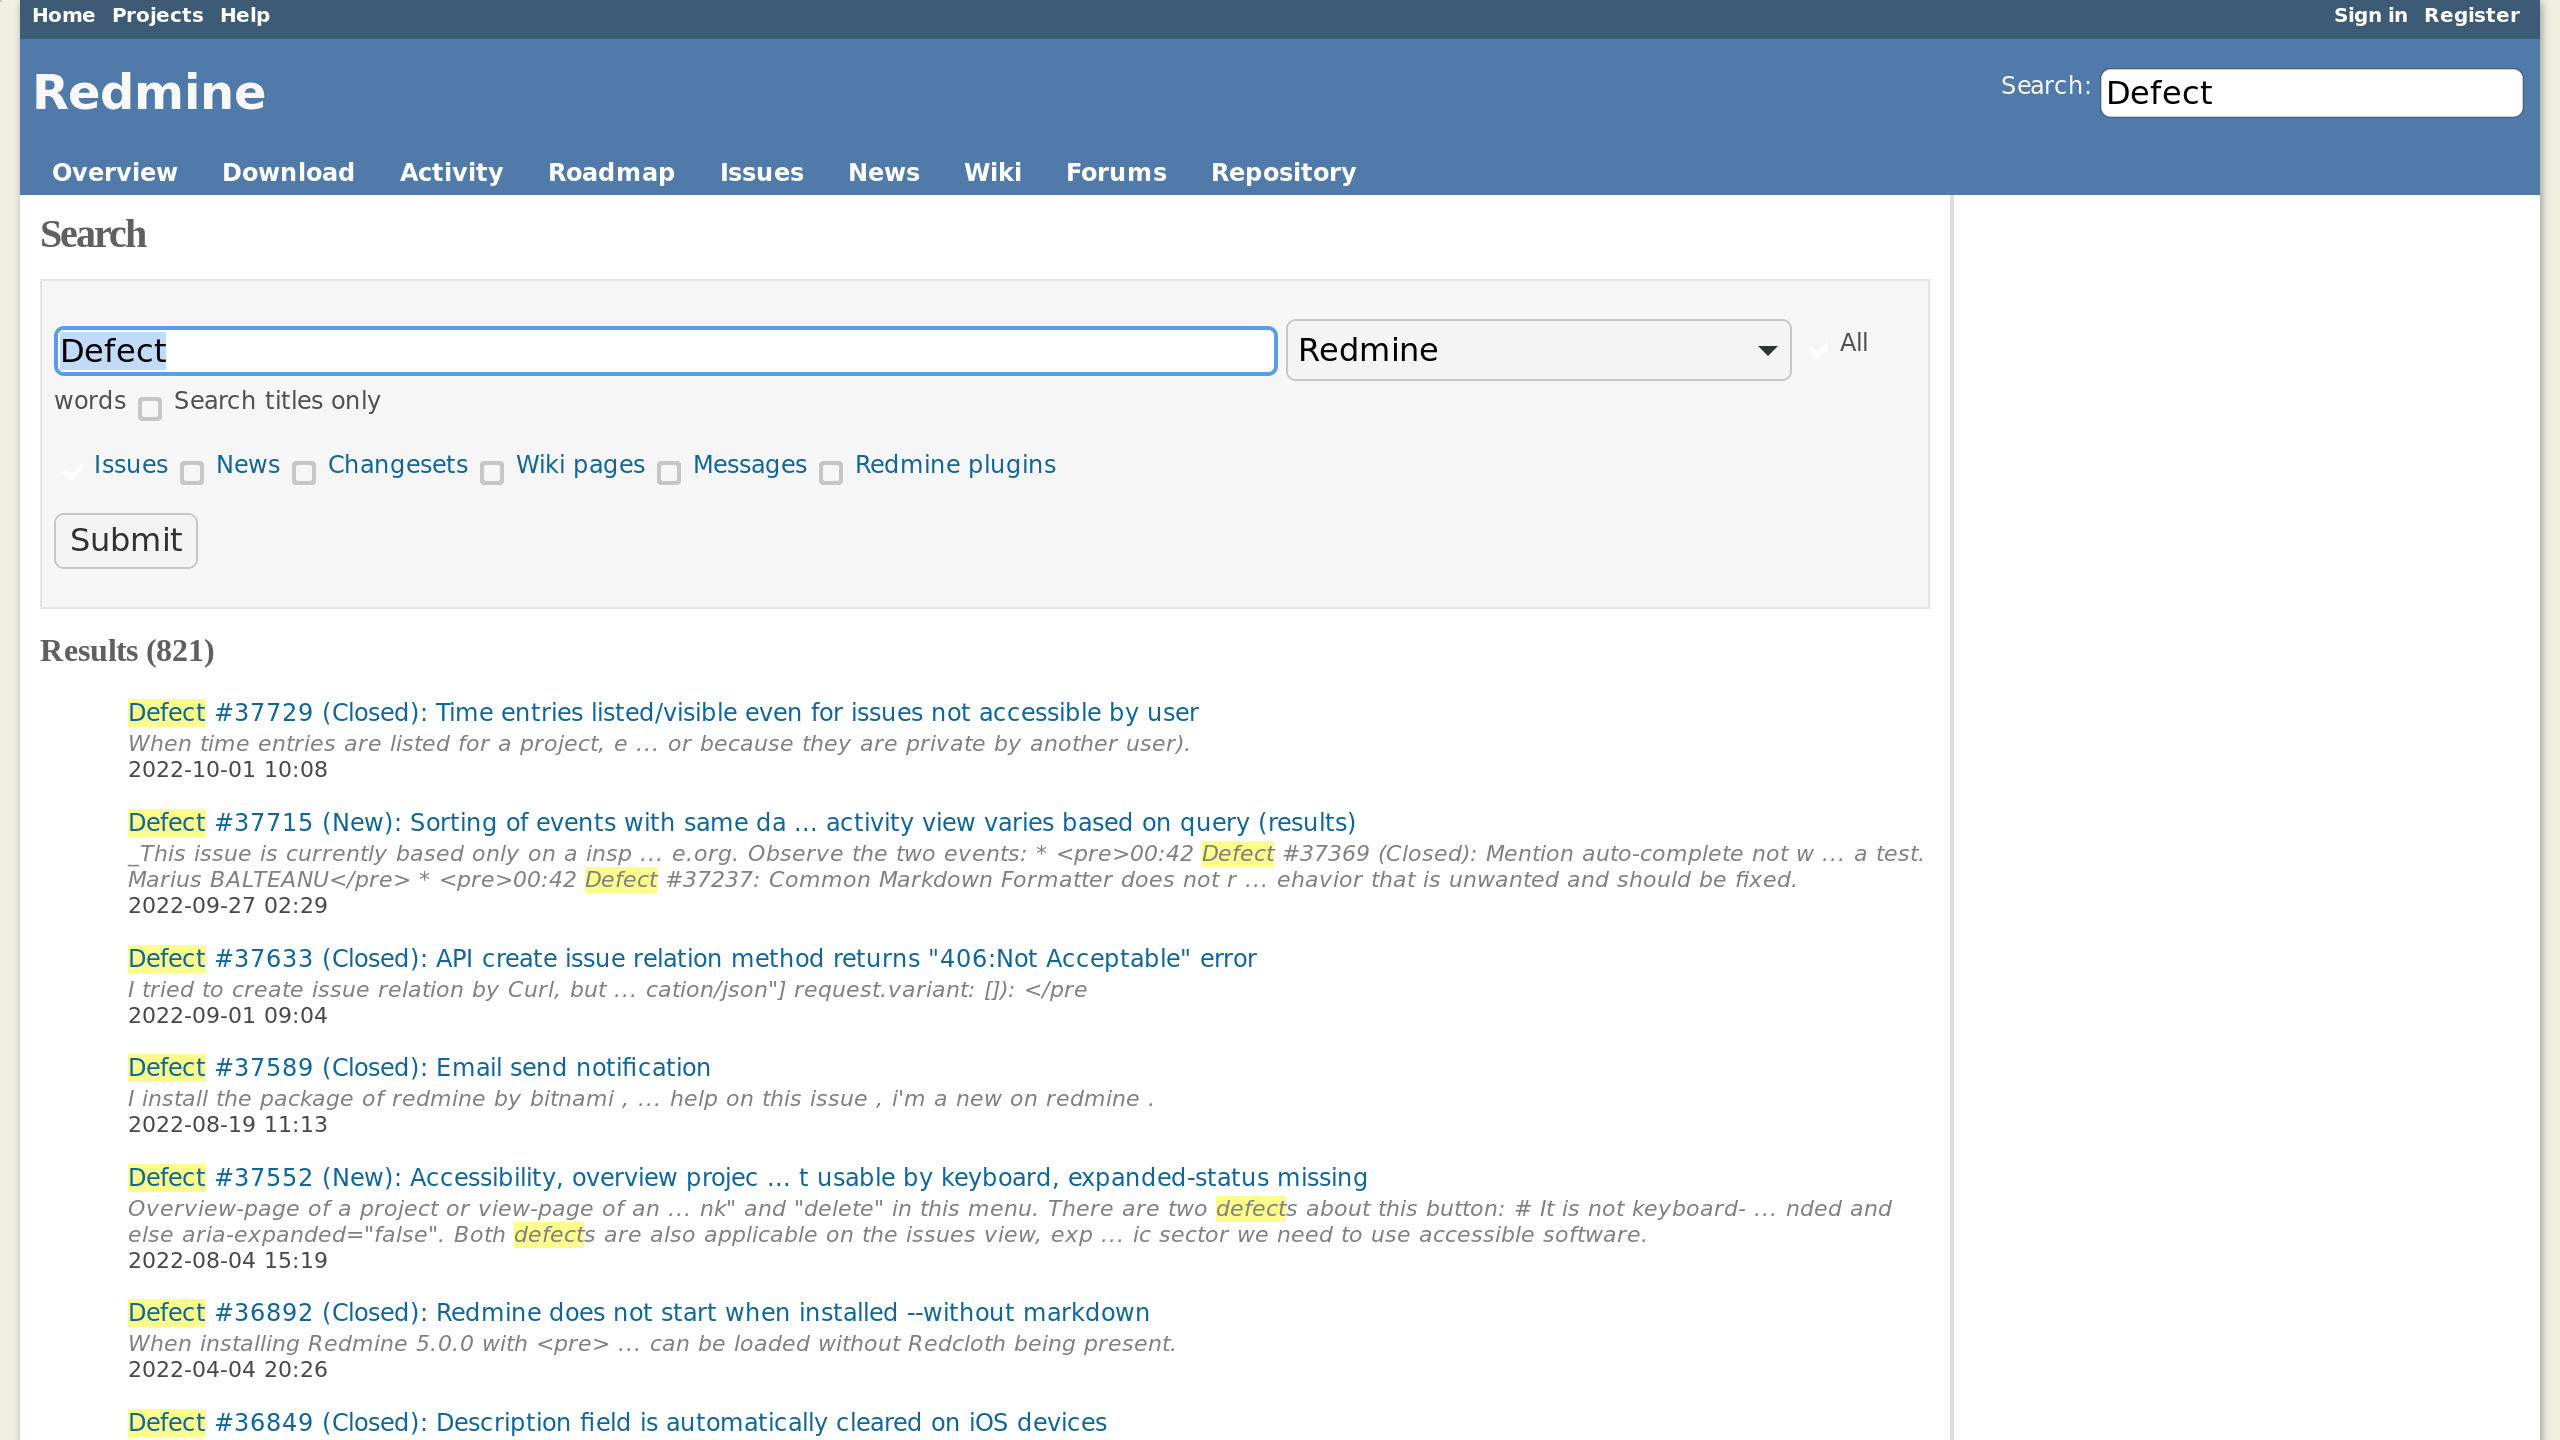 Home Projects Help Sign in Register
Redmine
Search: Defect
Overview Download Activity Roadmap Issues News Wiki Forums Repository
Search
Defect Redmine All
words Search titles only
Issues News Changesets Wiki pages Messages Redmine plugins
Submit
Results (821)
Defect #37729 (Closed): Time entries listed/visible even for issues not accessible by user
When time entries are listed for a project, e ... or because they are private by another user).
2022-10-01 10:08
Defect #37715 (New): Sorting of events with same da ... activity view varies based on query (results)
_This issue is currently based only on a insp ... e.org. Observe the two events: * <pre>00:42 Defect #37369 (Closed): Mention auto-complete not w ... a test.
Marius BALTEANU</pre> * <pre>00:42 Defect #37237: Common Markdown Formatter does not r ... ehavior that is unwanted and should be fixed.
2022-09-27 02:29
Defect #37633 (Closed): API create issue relation method returns "406:Not Acceptable" error
I tried to create issue relation by Curl, but ... cation/json"] request.variant: []): </pre
2022-09-01 09:04
Defect #37589 (Closed): Email send notification
I install the package of redmine by bitnami , ... help on this issue , i'm a new on redmine .
2022-08-19 11:13
Defect #37552 (New): Accessibility, overview projec ... t usable by keyboard, expanded-status missing
Overview-page of a project or view-page of an ... nk" and "delete" in this menu. There are two defects about this button: # It is not keyboard- ... nded and
else aria-expanded="false". Both defects are also applicable on the issues view, exp ... ic sector we need to use accessible software.
2022-08-04 15:19
Defect #36892 (Closed): Redmine does not start when installed --without markdown
When installing Redmine 5.0.0 with <pre> ... can be loaded without Redcloth being present.
2022-04-04 20:26
Defect #36849 (Closed): Description field is automatically cleared on iOS devices